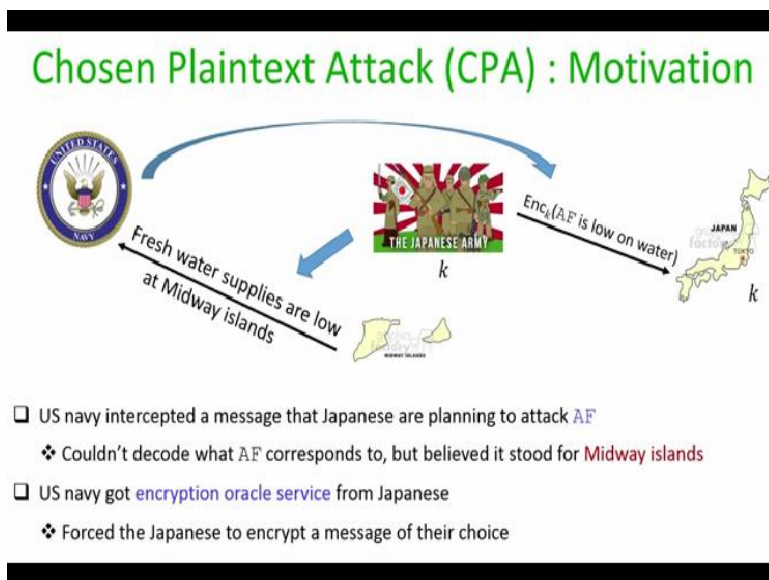 Chosen Plaintext Attack (CPA) : Motivation
UNITED STATES
NAVY
THE JAPANESE ARMY
k
Enc_k(AF is low on water)
JAPAN
TOKYO
k
Fresh water supplies are low
at Midway islands
MIDWAY ISLANDS
❑ US navy intercepted a message that Japanese are planning to attack AF
❖ Couldn't decode what AF corresponds to, but believed it stood for Midway islands
❑ US navy got encryption oracle service from Japanese
❖ Forced the Japanese to encrypt a message of their choice